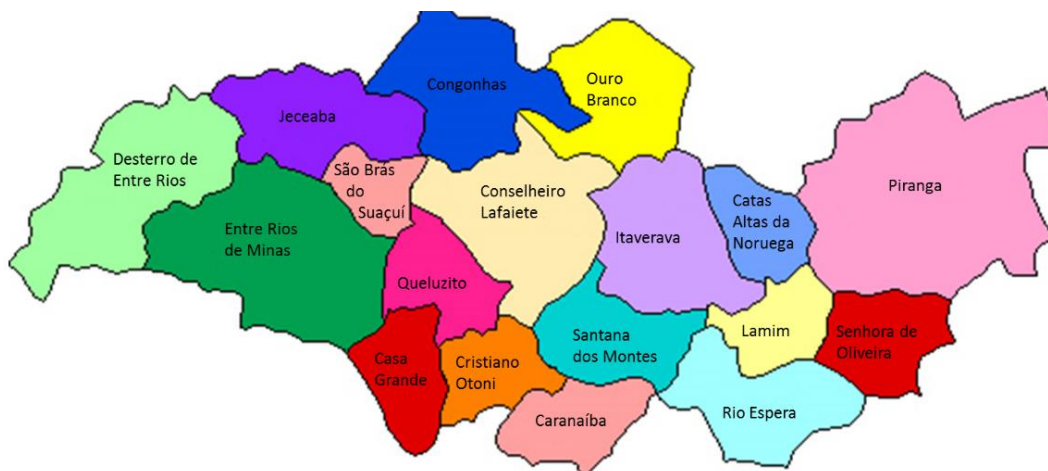 Congonhas
Ouro
Branco
Jeceaba
Desterro de
Entre Rios
São Brás
do
Suaçuí
Conselheiro
Lafaiete
Catas
Altas da
Noruega
Piranga
Entre Rios
de Minas
Itaverava
Queluzito
Santana
dos Montes
Lamim
Senhora de
Oliveira
Casa
Grande
Cristiano
Otoni
Caranaíba
Rio Espera